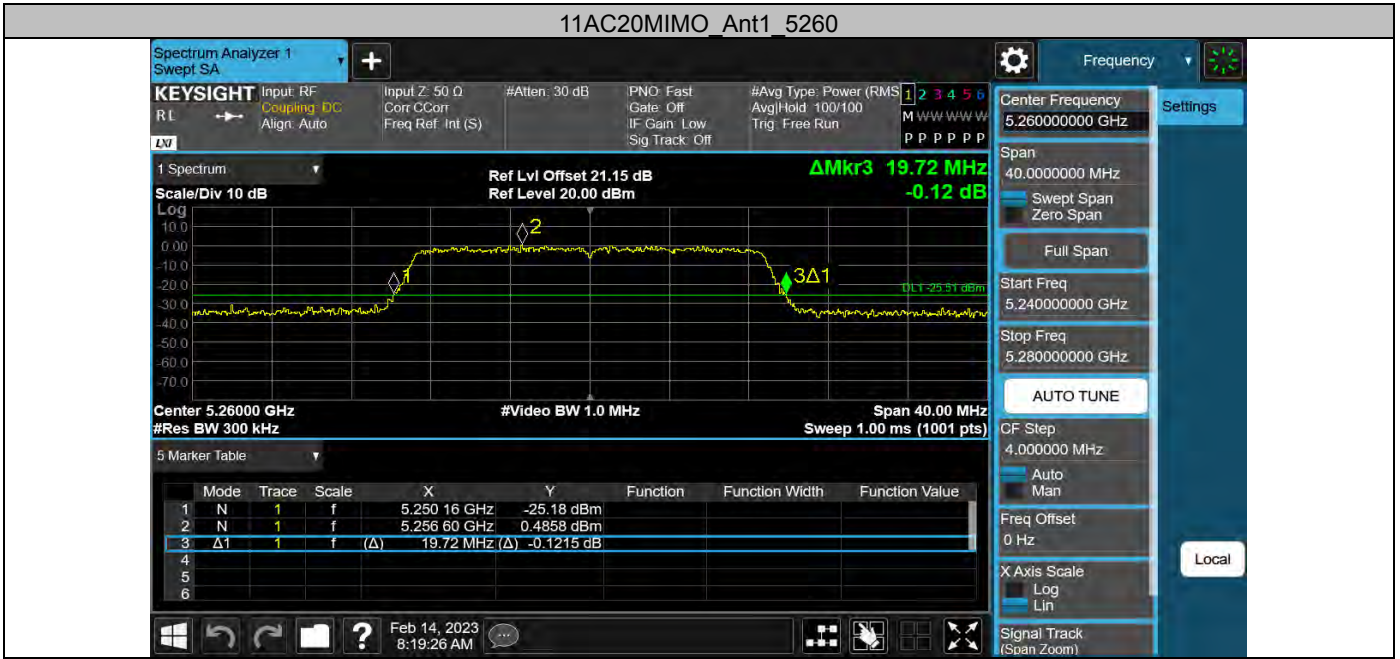 11AC20MIMO_Ant1_5260
Spectrum Analyzer 1
Swept SA
+
Frequency
KEYSIGHT
RL
LXI
Input: RF
Coupling: DC
Align: Auto
Input Z: 50 Ω
Corr CCorr
Freq Ref: Int (S)
#Atten: 30 dB
PNO: Fast
Gate: Off
IF Gain: Low
Sig Track: Off
#Avg Type: Power (RMS
Avg|Hold: 100/100
Trig: Free Run
1 2 3 4 5 6
M W W W W W
P P P P P P
Settings
Center Frequency
5.260000000 GHz
Span
40.0000000 MHz
Swept Span
Zero Span
Full Span
Start Freq
5.240000000 GHz
Stop Freq
5.280000000 GHz
AUTO TUNE
CF Step
4.000000 MHz
Auto
Man
Freq Offset
0 Hz
X Axis Scale
Log
Lin
Signal Track
(Span Zoom)
Local
1 Spectrum
Scale/Div 10 dB
Log
Ref Lvl Offset 21.15 dB
Ref Level 20.00 dBm
ΔMkr3 19.72 MHz
-0.12 dB
10.0
0.00
-10.0
-20.0
-30.0
-40.0
-50.0
-60.0
-70.0
1
2
3Δ1
DL1 -25.51 dBm
Center 5.26000 GHz
#Res BW 300 kHz
#Video BW 1.0 MHz
Span 40.00 MHz
Sweep 1.00 ms (1001 pts)
5 Marker Table
Mode Trace Scale X Y Function Function Width Function Value
1 N 1 f 5.250 16 GHz -25.18 dBm
2 N 1 f 5.256 60 GHz 0.4858 dBm
3 Δ1 1 f (Δ) 19.72 MHz (Δ) -0.1215 dB
4
5
6
?
Feb 14, 2023
8:19:26 AM